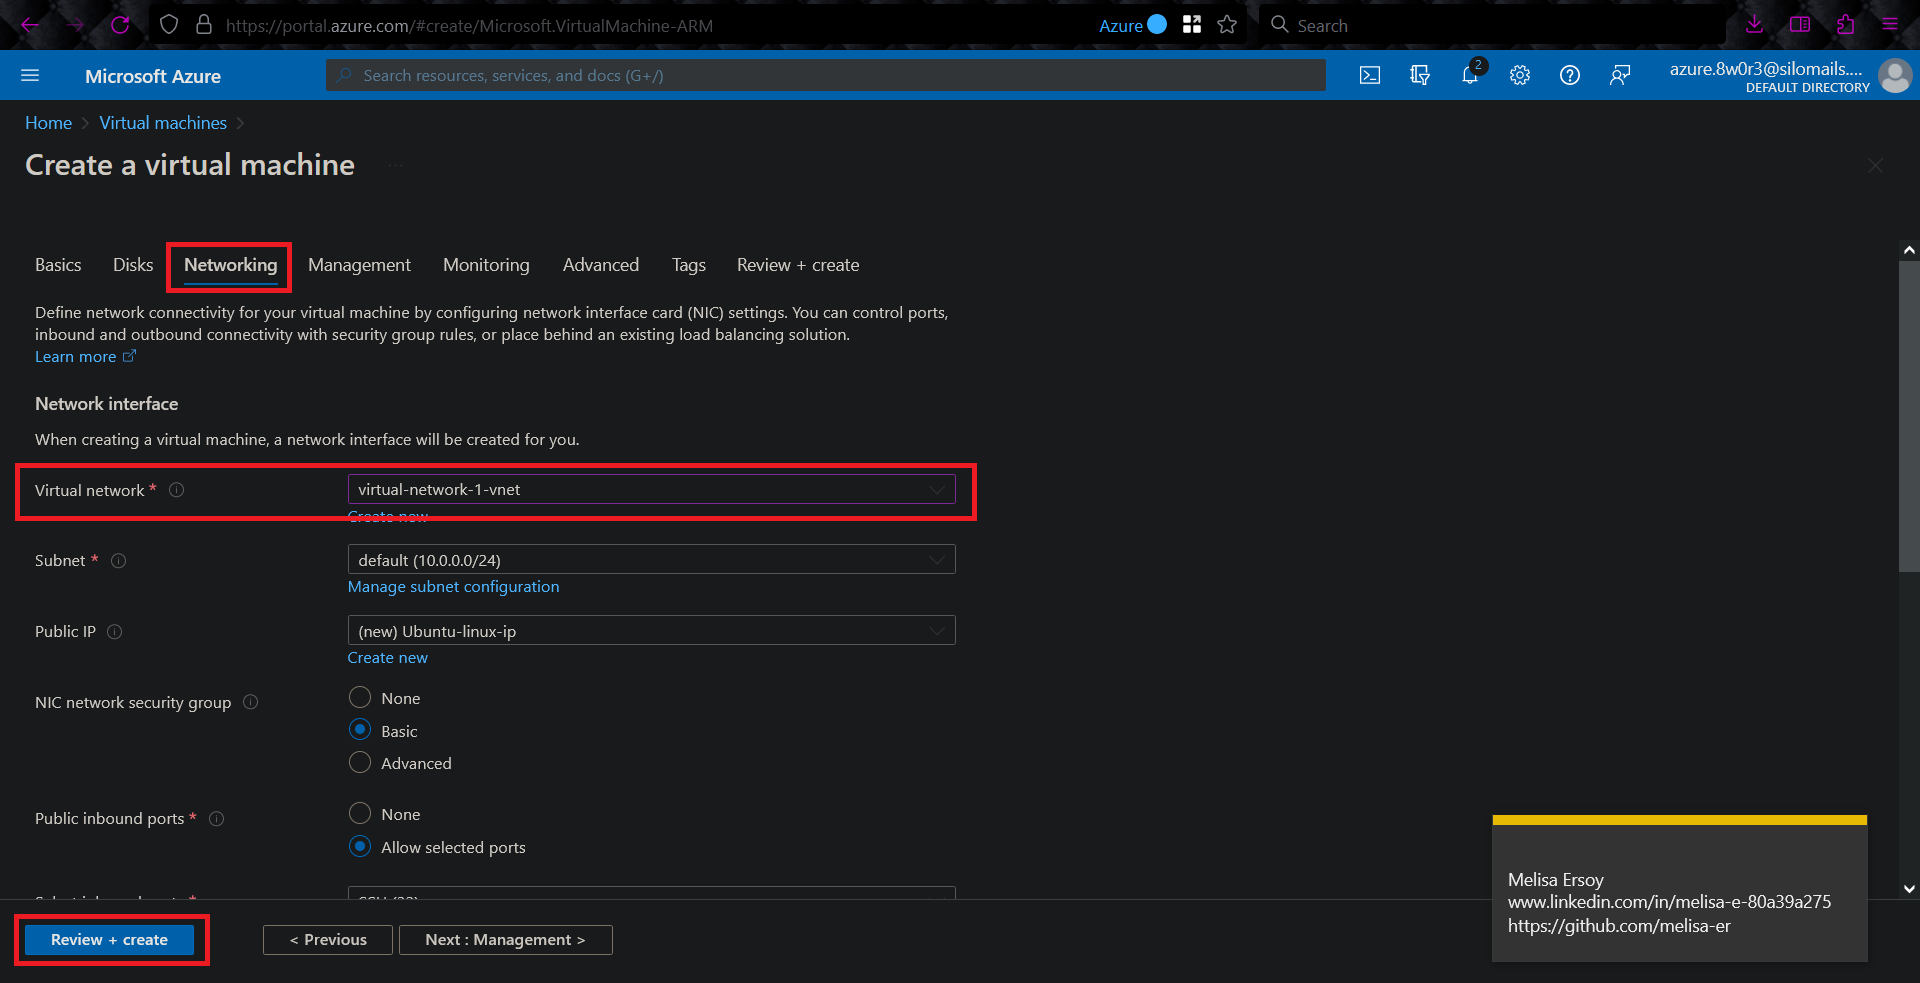 https://portal.azure.com/#create/Microsoft.VirtualMachine-ARM
Azure
Search
Microsoft Azure
Search resources, services, and docs (G+/)
2
azure.8w0r3@silomails....
DEFAULT DIRECTORY
Home > Virtual machines >
Create a virtual machine ...
Basics Disks Networking Management Monitoring Advanced Tags Review + create
Define network connectivity for your virtual machine by configuring network interface card (NIC) settings. You can control ports,
inbound and outbound connectivity with security group rules, or place behind an existing load balancing solution.
Learn more
Network interface
When creating a virtual machine, a network interface will be created for you.
Virtual network *
virtual-network-1-vnet
Create new
Subnet *
default (10.0.0.0/24)
Manage subnet configuration
Public IP
(new) Ubuntu-linux-ip
Create new
NIC network security group
None
Basic
Advanced
Public inbound ports *
None
Allow selected ports
Review + create
< Previous
Next : Management >
Melisa Ersoy
www.linkedin.com/in/melisa-e-80a39a275
https://github.com/melisa-er